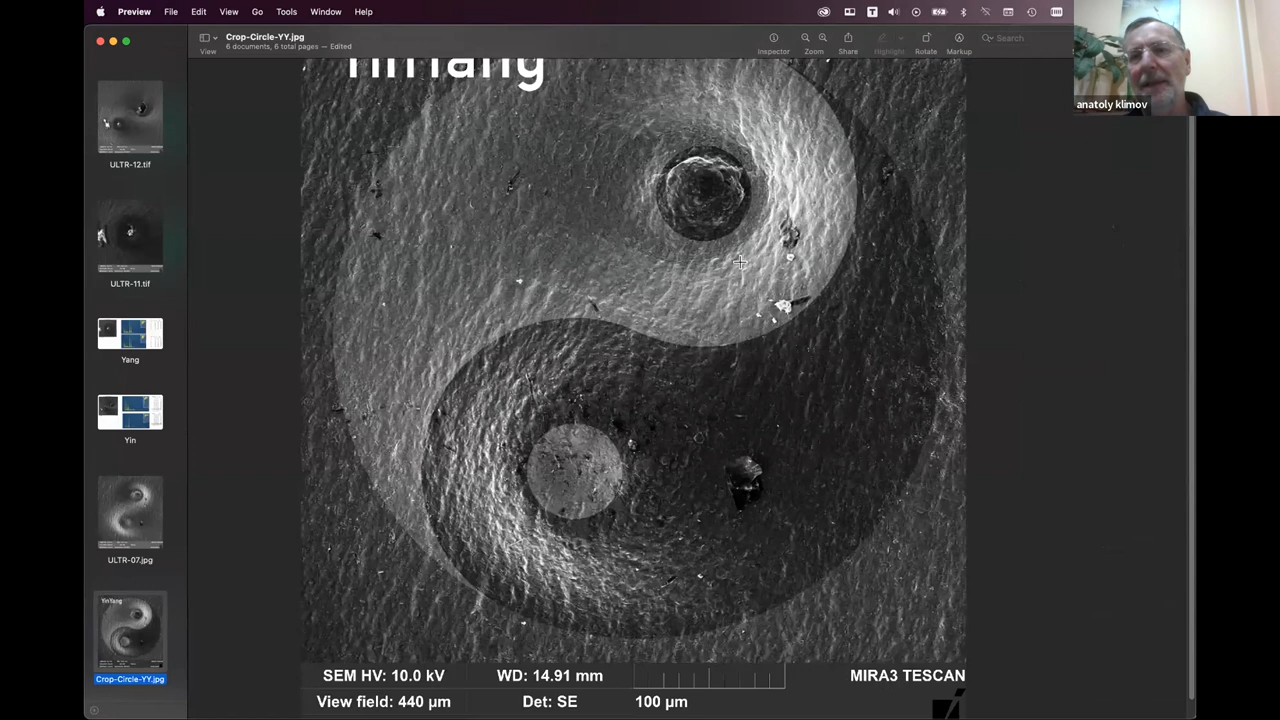 Preview File Edit View Go Tools Window Help
Crop-Circle-YY.jpg
6 documents, 6 total pages — Edited
View Inspector Zoom Share Highlight Rotate Markup Search
anatoly klimov
YinYang
ULTR-12.tif
ULTR-11.tif
Yang
Yin
ULTR-07.jpg
YinYang
Crop-Circle-YY.jpg
SEM HV: 10.0 kV WD: 14.91 mm MIRA3 TESCAN
View field: 440 µm Det: SE 100 µm